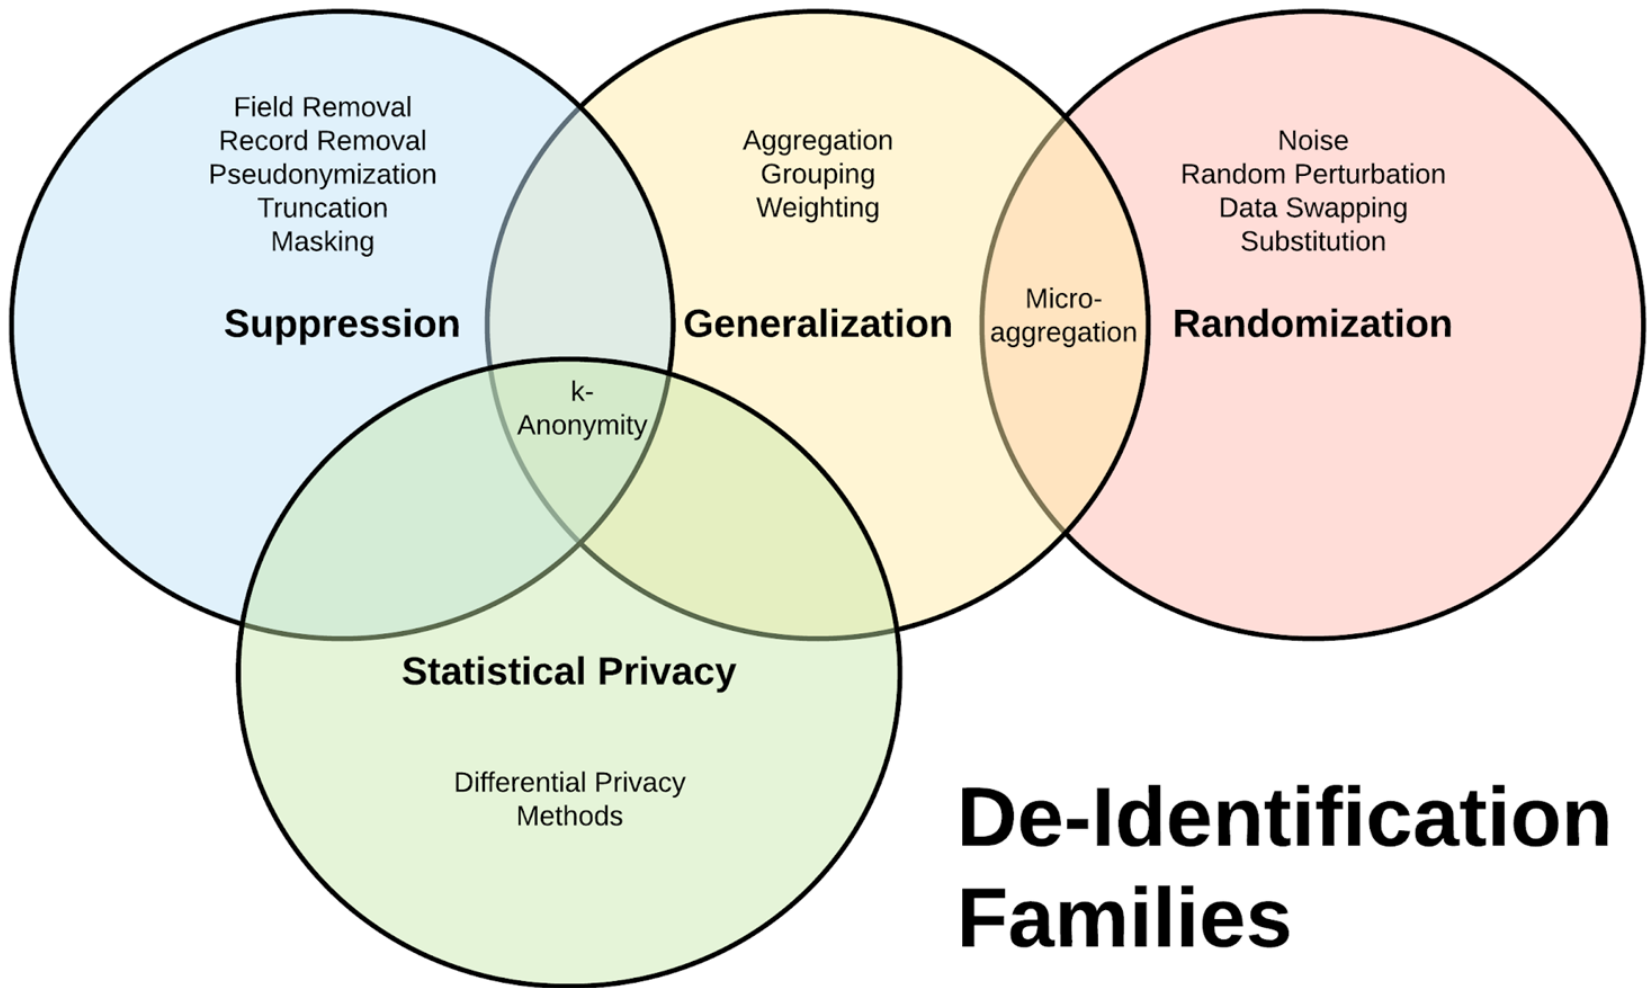 Field Removal
Record Removal
Pseudonymization
Truncation
Masking
Suppression
Aggregation
Grouping
Weighting
Generalization
Micro-
aggregation
Noise
Random Perturbation
Data Swapping
Substitution
Randomization
k-
Anonymity
Statistical Privacy
Differential Privacy
Methods
De-Identification
Families